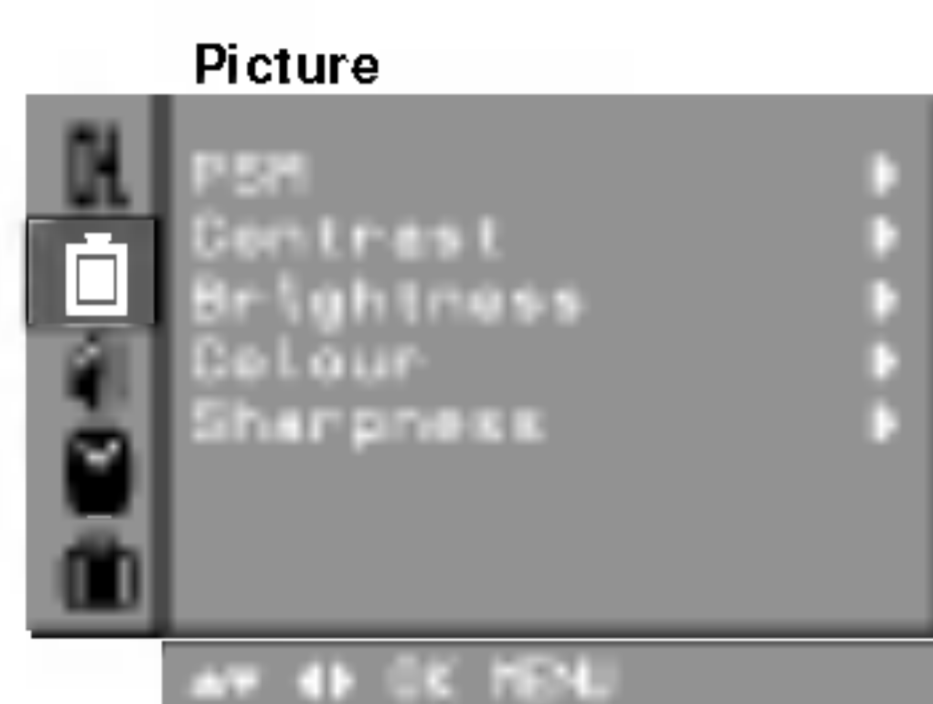 Picture
CH
PSM
Contrast
Brightness
Colour
Sharpness
OK MENU